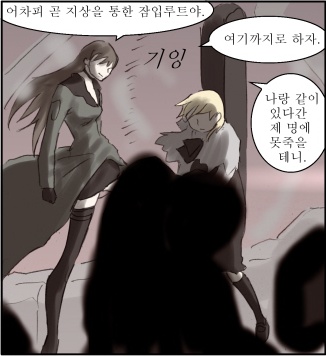 어차피 곧 지상을 통한 잠입루트야.
기잉
여기까지로 하자.
나랑 같이
있다간
제 명에
못죽을
테니.